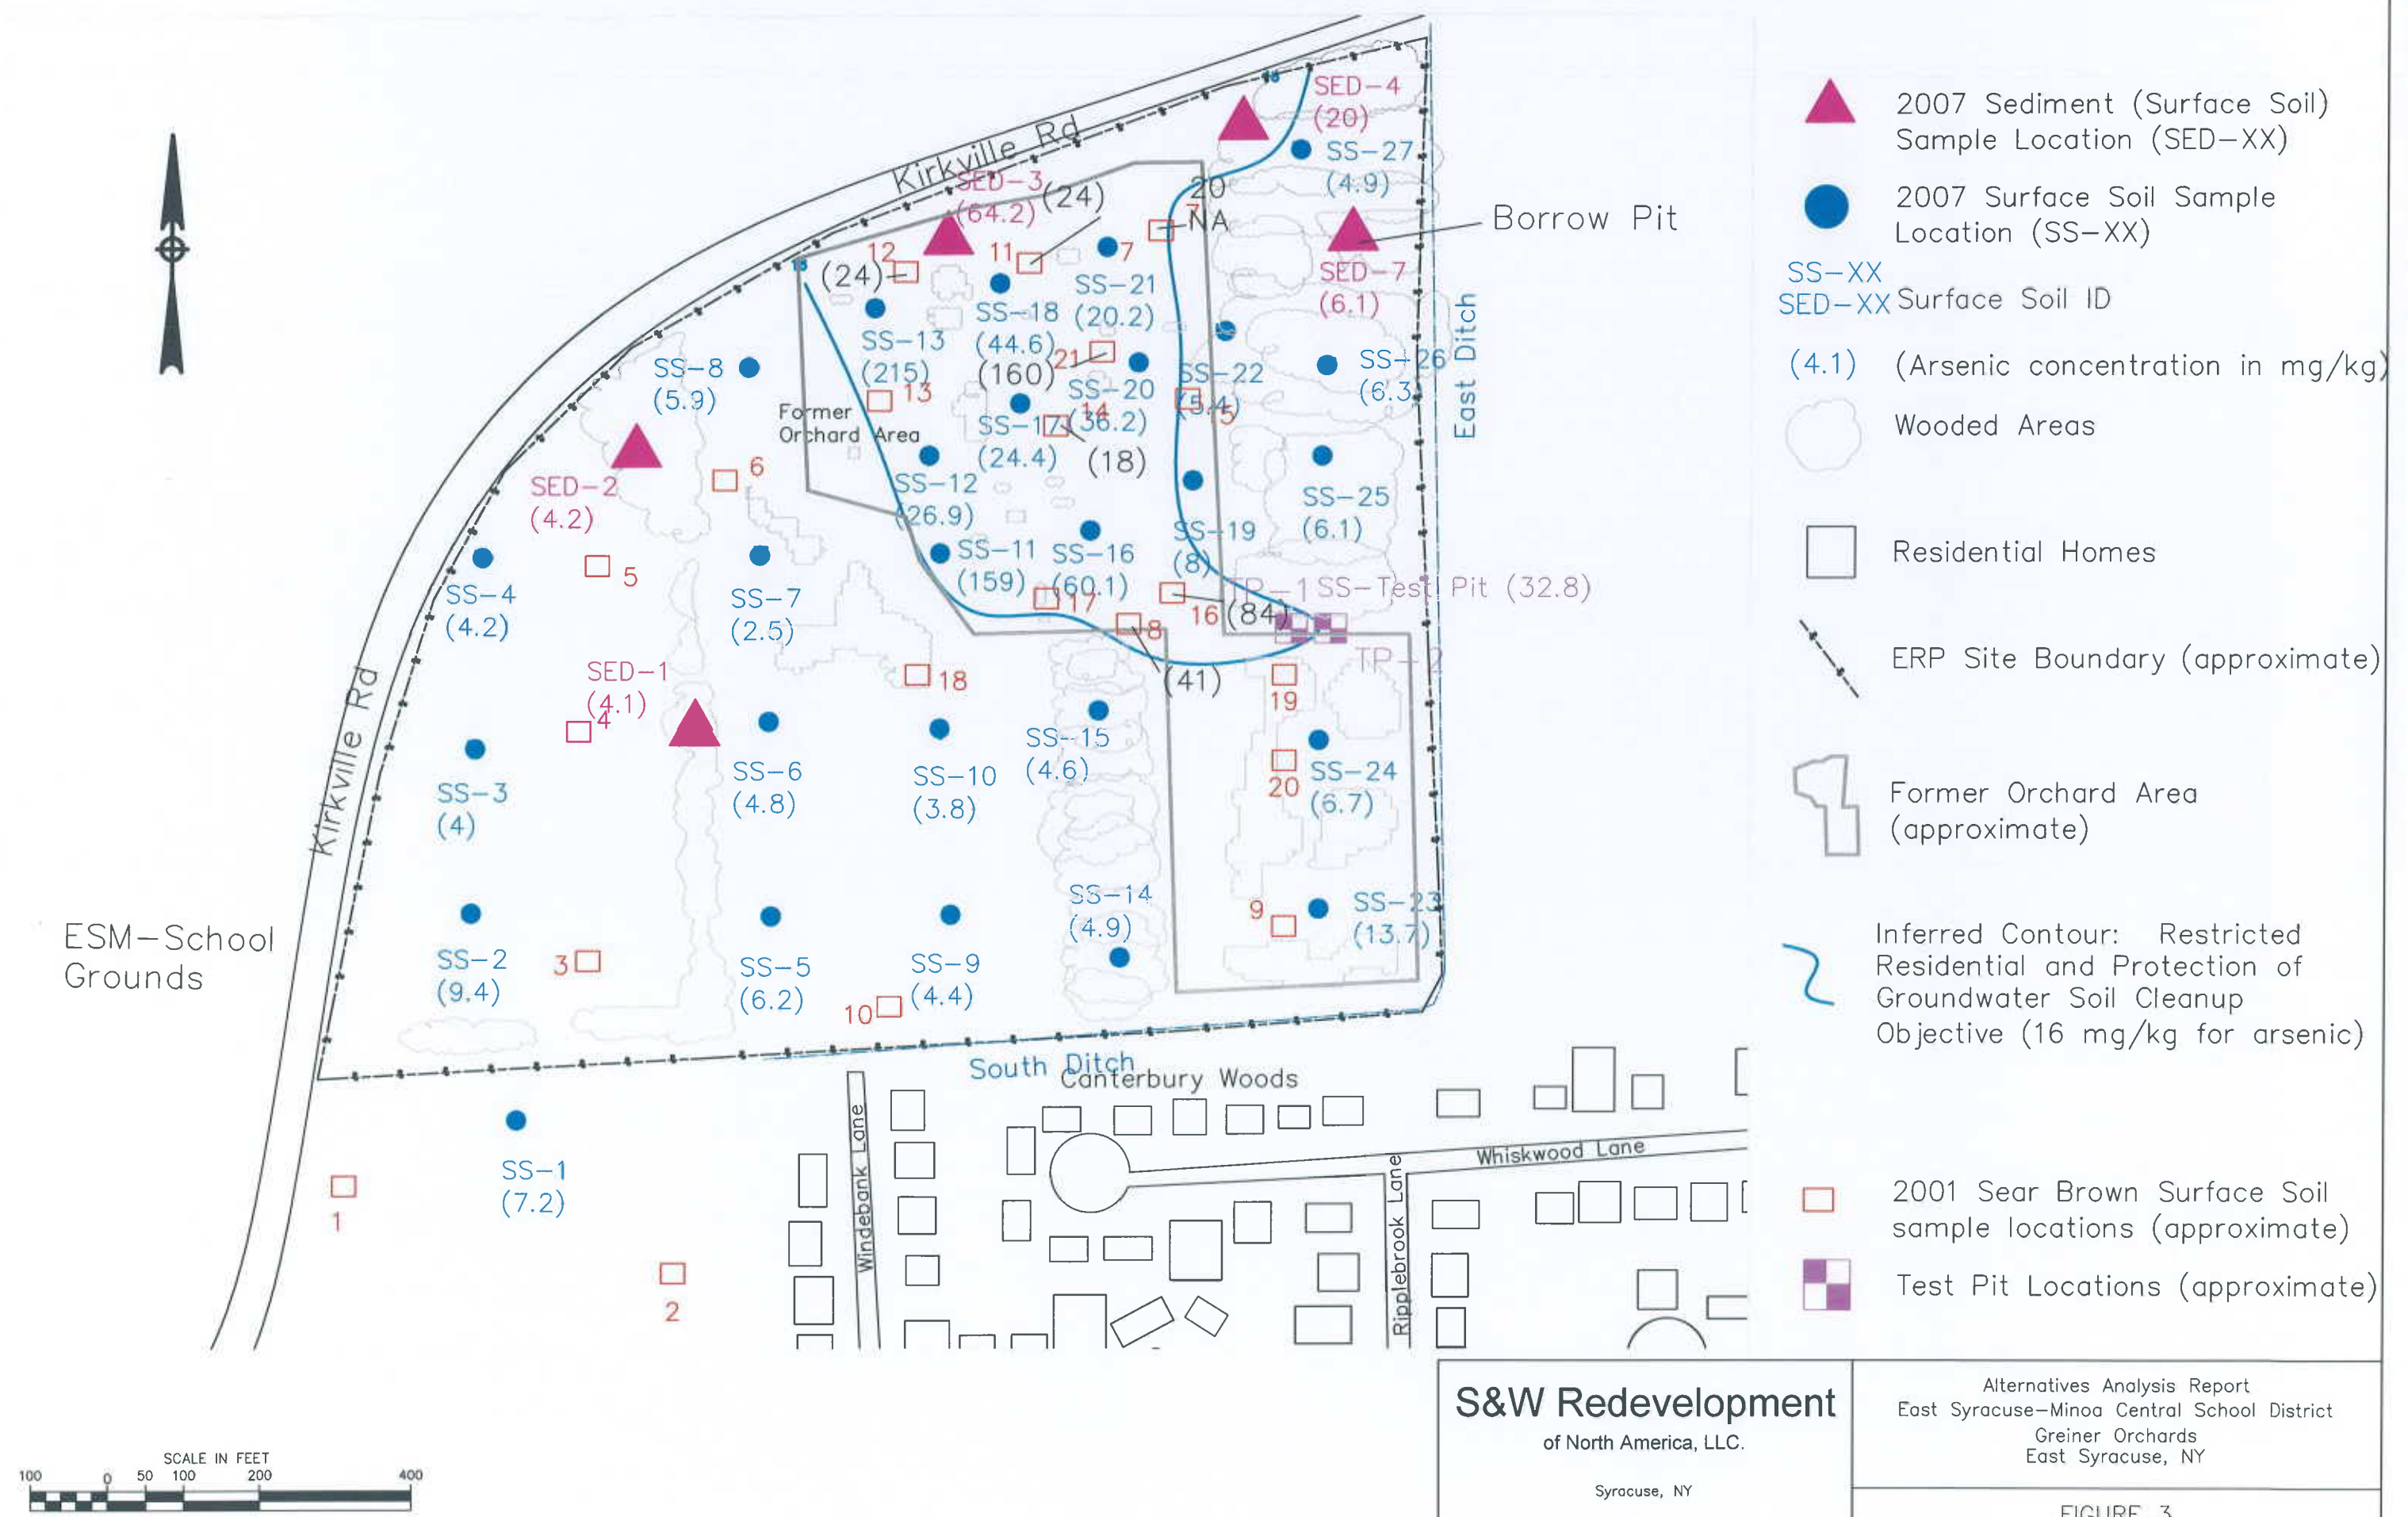 Kirkville Rd
SED-4
(20)
SS-27
(4.9)
SED-3
(64.2)
(24)
20
7
NA
Borrow Pit
12
(24)
11
7
SED-7
(6.1)
SS-21
(20.2)
SS-18
(44.6)
SS-13
(215)
21
(160)
SS-8
(5.9)
SS-20
(36.2)
SS-22
(5.4)
SS-26
(6.3
East Ditch
13
Former
Orchard Area
14
15
SS-17
(24.4)
(18)
6
SED-2
(4.2)
SS-12
(26.9)
SS-25
(6.1)
SS-19
(8)
SS-11
(159)
SS-16
(60.1)
5
SS-4
(4.2)
SS-7
(2.5)
TP-1
SS-Test Pit (32.8)
17
16
(84)
8
TP-2
(41)
SED-1
(4.1)
4
18
19
Kirkville Rd
SS-15
(4.6)
SS-6
(4.8)
SS-10
(3.8)
20
SS-24
(6.7)
SS-3
(4)
SS-14
(4.9)
9
SS-23
(13.7)
ESM-School
Grounds
SS-2
(9.4)
3
SS-5
(6.2)
SS-9
(4.4)
10
South Ditch
Canterbury Woods
Windebank Lane
Whiskwood Lane
Ripplebrook Lane
SS-1
(7.2)
1
2
2007 Sediment (Surface Soil)
Sample Location (SED-XX)
2007 Surface Soil Sample
Location (SS-XX)
SS-XX
SED-XX Surface Soil ID
(4.1) (Arsenic concentration in mg/kg)
Wooded Areas
Residential Homes
ERP Site Boundary (approximate)
Former Orchard Area
(approximate)
Inferred Contour: Restricted
Residential and Protection of
Groundwater Soil Cleanup
Objective (16 mg/kg for arsenic)
2001 Sear Brown Surface Soil
sample locations (approximate)
Test Pit Locations (approximate)
SCALE IN FEET
100 0 50 100 200 400
S&W Redevelopment
of North America, LLC.
Syracuse, NY
Alternatives Analysis Report
East Syracuse-Minoa Central School District
Greiner Orchards
East Syracuse, NY
FIGURE 3